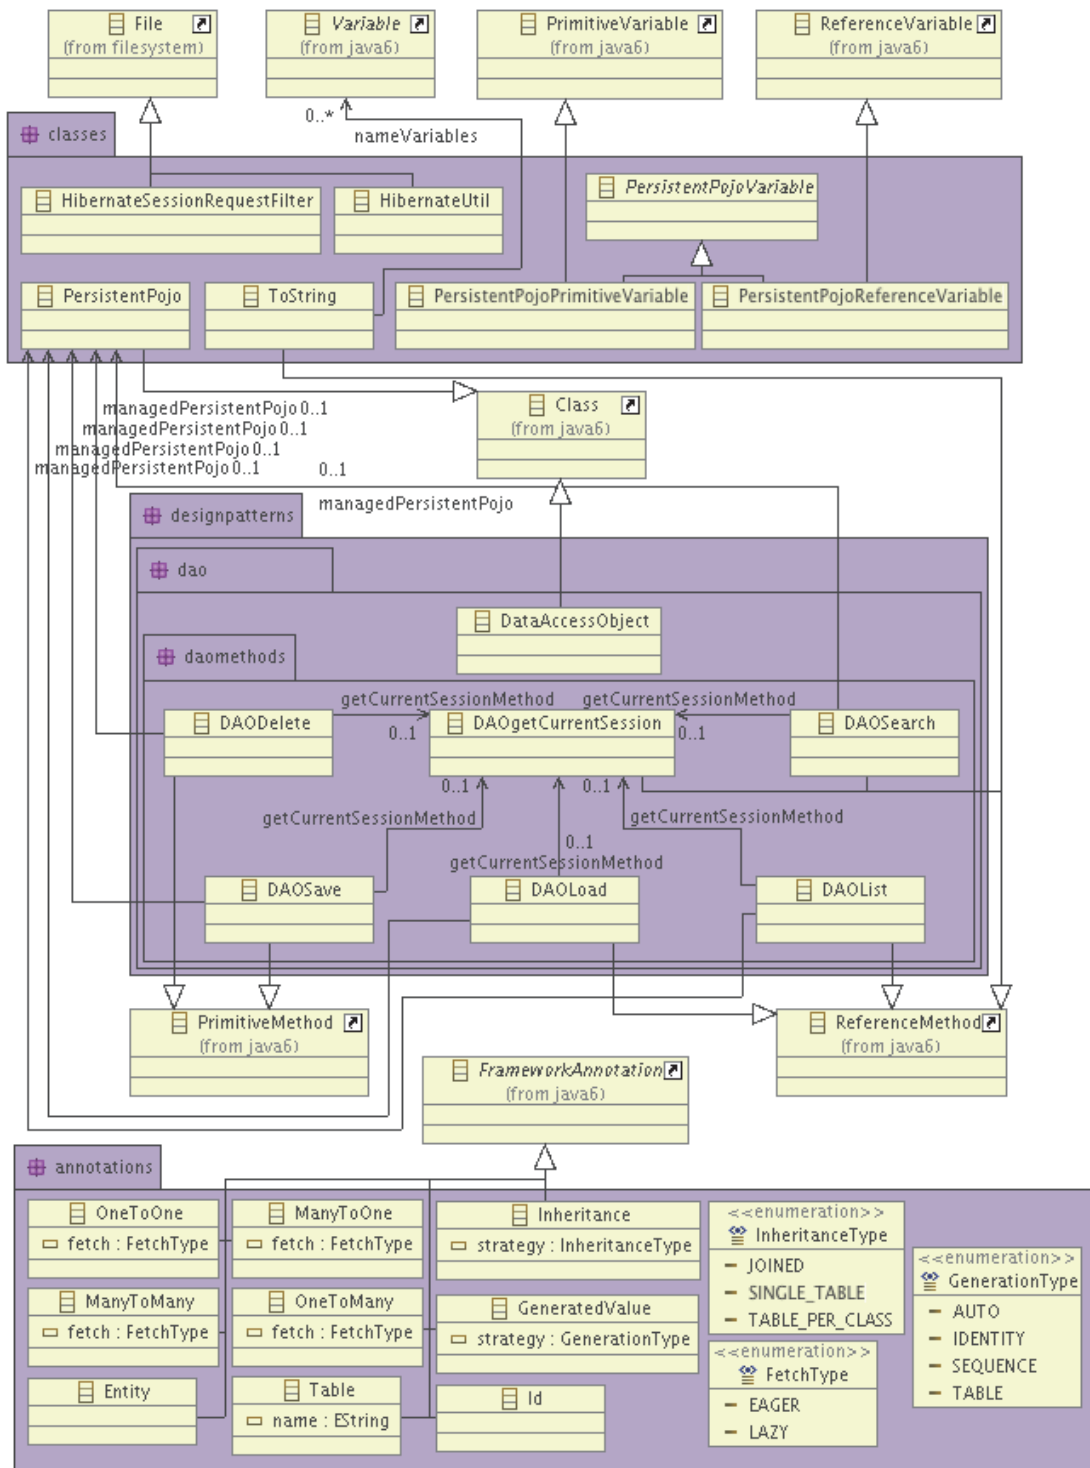 File
(from filesystem)
Variable
(from java6)
PrimitiveVariable
(from java6)
ReferenceVariable
(from java6)
0..*
nameVariables
classes
HibernateSessionRequestFilter
HibernateUtil
PersistentPojoVariable
PersistentPojo
ToString
PersistentPojoPrimitiveVariable
PersistentPojoReferenceVariable
managedPersistentPojo 0..1
managedPersistentPojo 0..1
managedPersistentPojo 0..1
managedPersistentPojo 0..1
0..1
managedPersistentPojo
Class
(from java6)
designpatterns
dao
DataAccessObject
daomethods
getCurrentSessionMethod
getCurrentSessionMethod
DAODelete
0..1
DAOgetCurrentSession
0..1
DAOSearch
0..1
0..1
getCurrentSessionMethod
getCurrentSessionMethod
0..1
getCurrentSessionMethod
DAOSave
DAOLoad
DAOList
PrimitiveMethod
(from java6)
ReferenceMethod
(from java6)
FrameworkAnnotation
(from java6)
annotations
OneToOne
fetch : FetchType
ManyToOne
fetch : FetchType
Inheritance
strategy : InheritanceType
<<enumeration>>
InheritanceType
JOINED
SINGLE_TABLE
TABLE_PER_CLASS
<<enumeration>>
GenerationType
AUTO
IDENTITY
SEQUENCE
TABLE
ManyToMany
fetch : FetchType
OneToMany
fetch : FetchType
GeneratedValue
strategy : GenerationType
<<enumeration>>
FetchType
EAGER
LAZY
Entity
Table
name : EString
Id